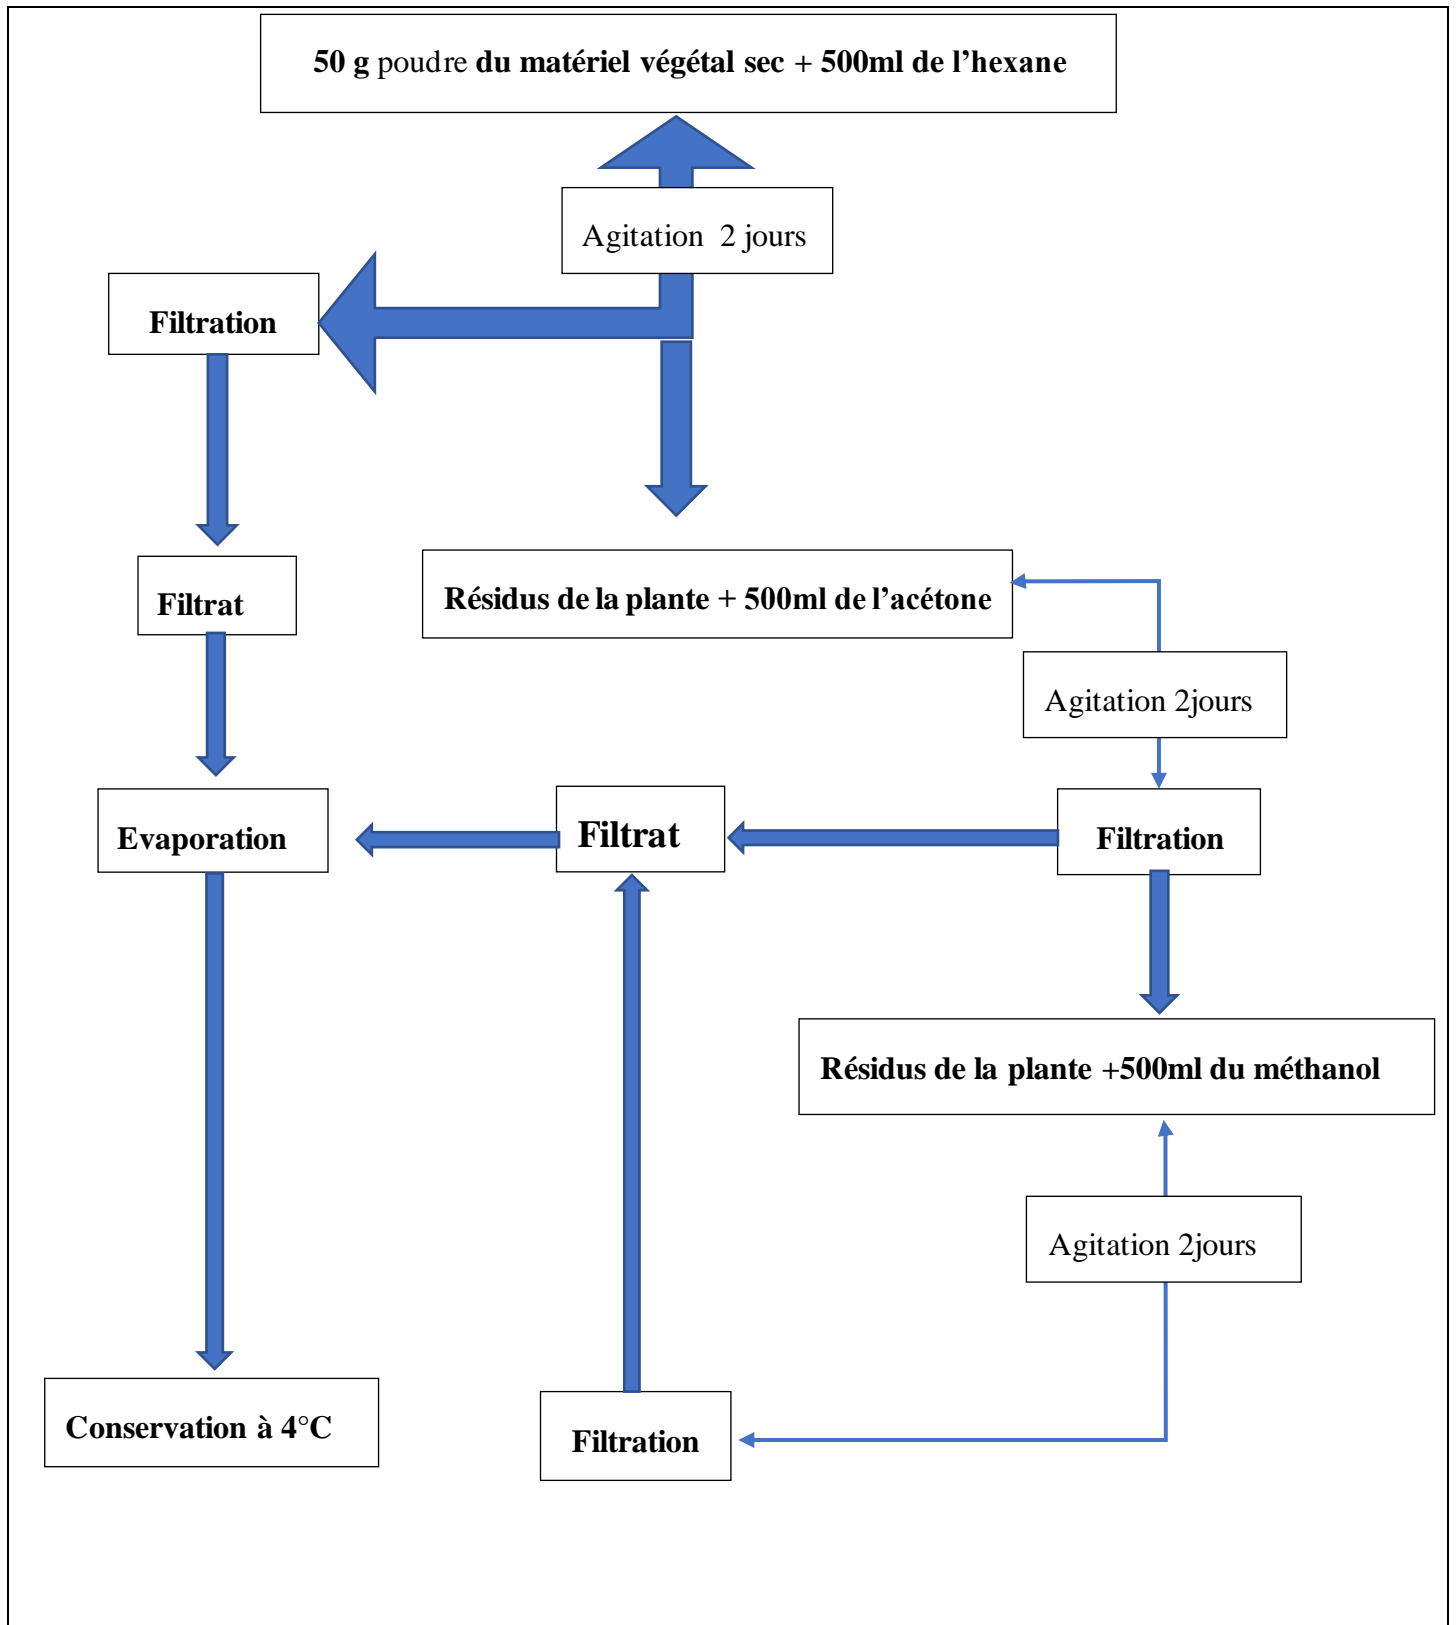 50 g poudre du matériel végétal sec + 500ml de l’hexane
Agitation 2 jours
Filtration
Filtrat
Résidus de la plante + 500ml de l’acétone
Agitation 2jours
Evaporation
Filtrat
Filtration
Résidus de la plante +500ml du méthanol
Agitation 2jours
Conservation à 4°C
Filtration